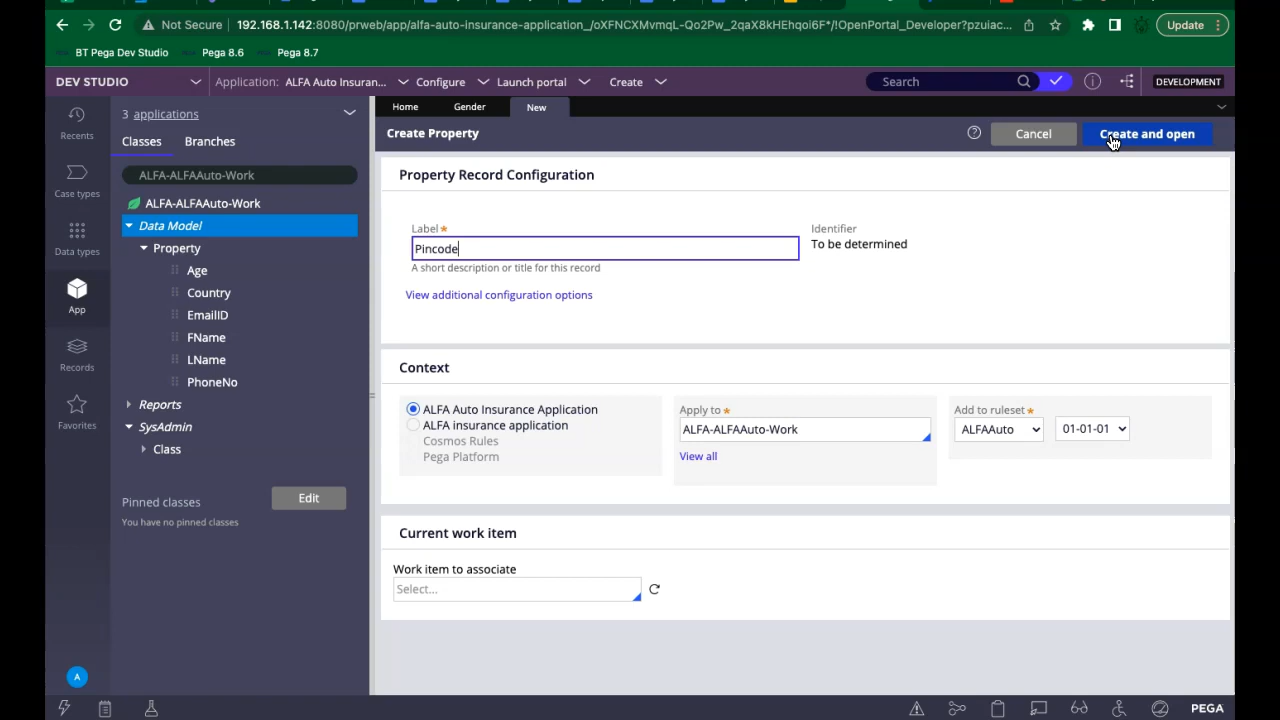 Not Secure 192.168.1.142:8080/prweb/app/alfa-auto-insurance-application_/oXFNCXMvmqL-Qo2Pw_2qaX8kHEhqoi6F*/!OpenPortal_Developer?pzuiac... Update
BT Pega Dev Studio Pega 8.6 Pega 8.7
DEV STUDIO Application: ALFA Auto Insuran... Configure Launch portal Create Search DEVELOPMENT
Recents
Case types
Data types
App
Records
Favorites
A
3 applications
Classes Branches
ALFA-ALFAAuto-Work
ALFA-ALFAAuto-Work
Data Model
Property
Age
Country
EmailID
FName
LName
PhoneNo
Reports
SysAdmin
Class
Pinned classes Edit
You have no pinned classes
Home Gender New
Create Property Cancel Create and open
Property Record Configuration
Label * Identifier
Pincode To be determined
A short description or title for this record
View additional configuration options
Context
ALFA Auto Insurance Application
ALFA insurance application
Cosmos Rules
Pega Platform
Apply to *
ALFA-ALFAAuto-Work
View all
Add to ruleset *
ALFAAuto 01-01-01
Current work item
Work item to associate
Select...
PEGA